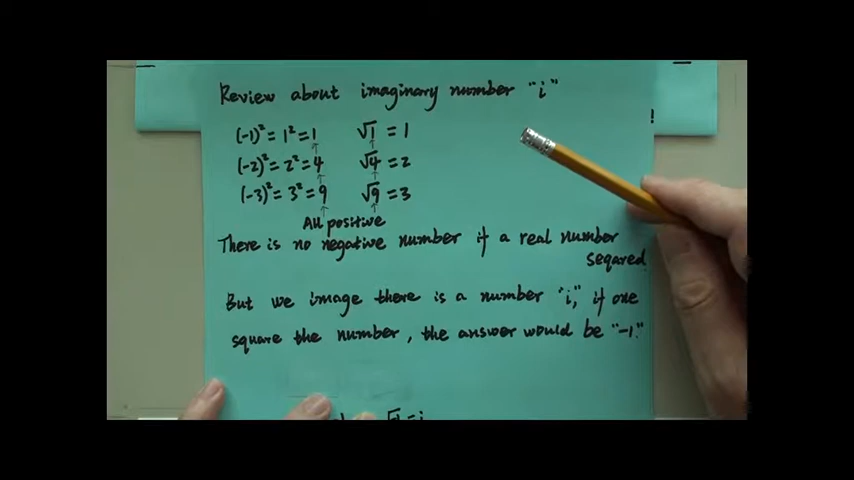 Review about imaginary number "i"
(-1)² = 1² = 1 √1 = 1
(-2)² = 2² = 4 √4 = 2
(-3)² = 3² = 9 √9 = 3
All positive
There is no negative number if a real number
seqared.
But we image there is a number "i," if one
square the number, the answer would be "-1."